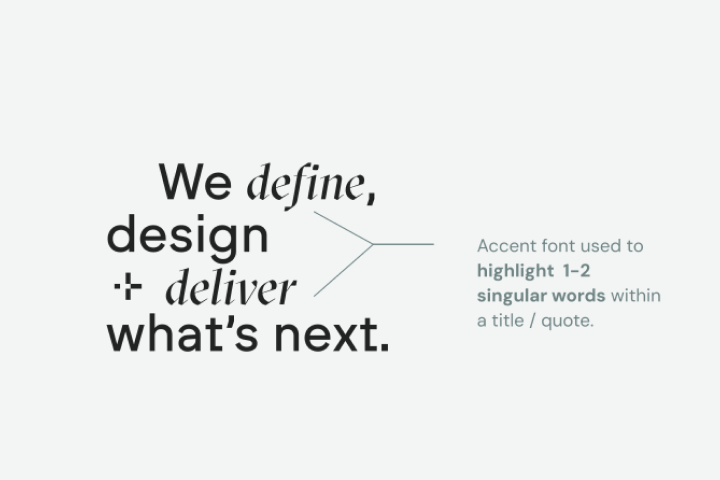 We define,
design
+ deliver
what’s next.
Accent font used to
highlight 1-2
singular words within
a title / quote.